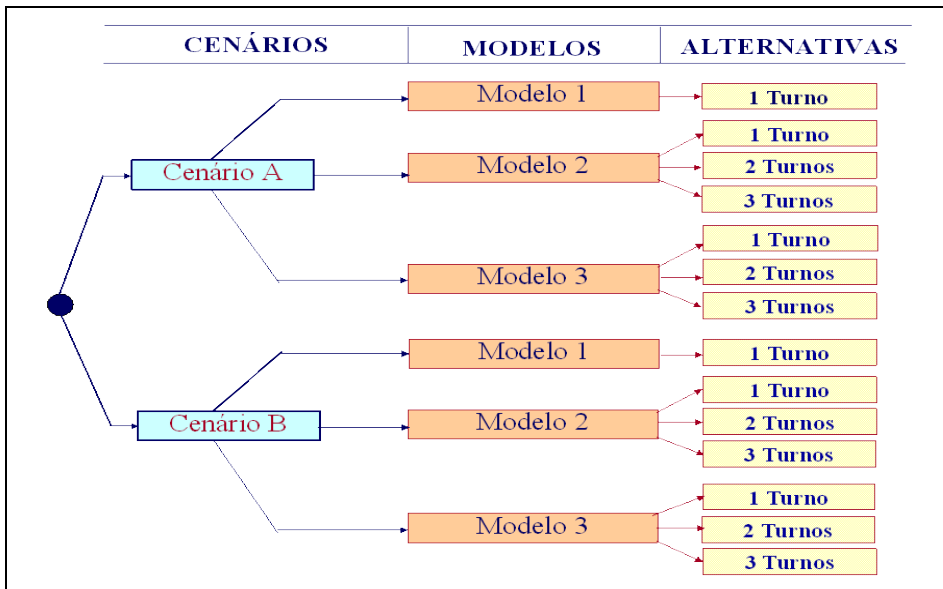 CENÁRIOS MODELOS ALTERNATIVAS
Modelo 1
1 Turno
Cenário A
Modelo 2
1 Turno
2 Turnos
3 Turnos
Modelo 3
1 Turno
2 Turnos
3 Turnos
Modelo 1
1 Turno
Cenário B
Modelo 2
1 Turno
2 Turnos
3 Turnos
Modelo 3
1 Turno
2 Turnos
3 Turnos